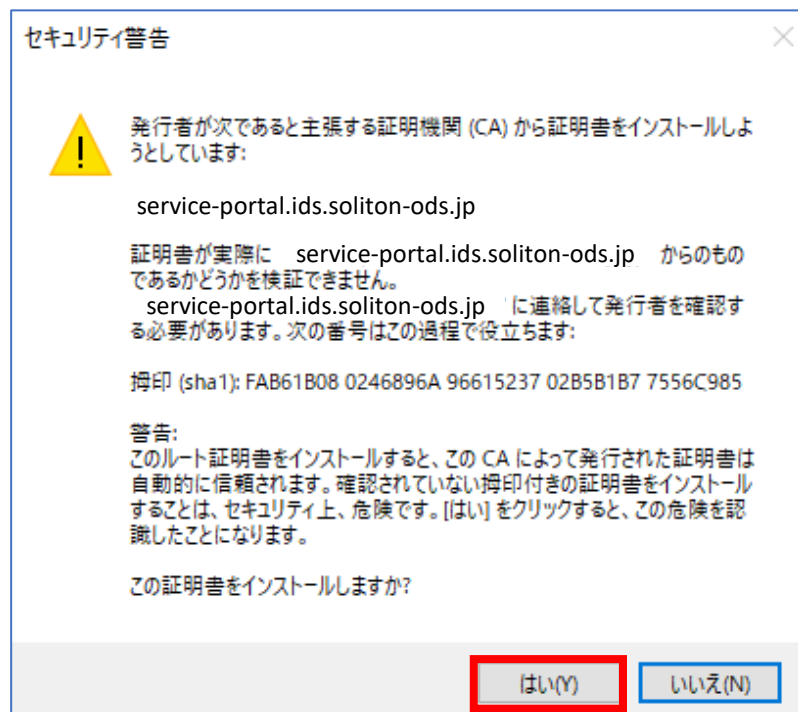 セキュリティ警告
発行者が次であると主張する証明機関 (CA) から証明書をインストールしよ
うとしています:
service-portal.ids.soliton-ods.jp
証明書が実際に service-portal.ids.soliton-ods.jp からのもの
であるかどうかを検証できません。
service-portal.ids.soliton-ods.jp に連絡して発行者を確認す
る必要があります。次の番号はこの過程で役立ちます:
拇印 (sha1): FAB61B08 0246896A 96615237 02B5B1B7 7556C985
警告:
このルート証明書をインストールすると、この CA によって発行された証明書は
自動的に信頼されます。確認されていない拇印付きの証明書をインストール
することは、セキュリティ上、危険です。[はい] をクリックすると、この危険を認
識したことになります。
この証明書をインストールしますか?
はい(Y)
いいえ(N)